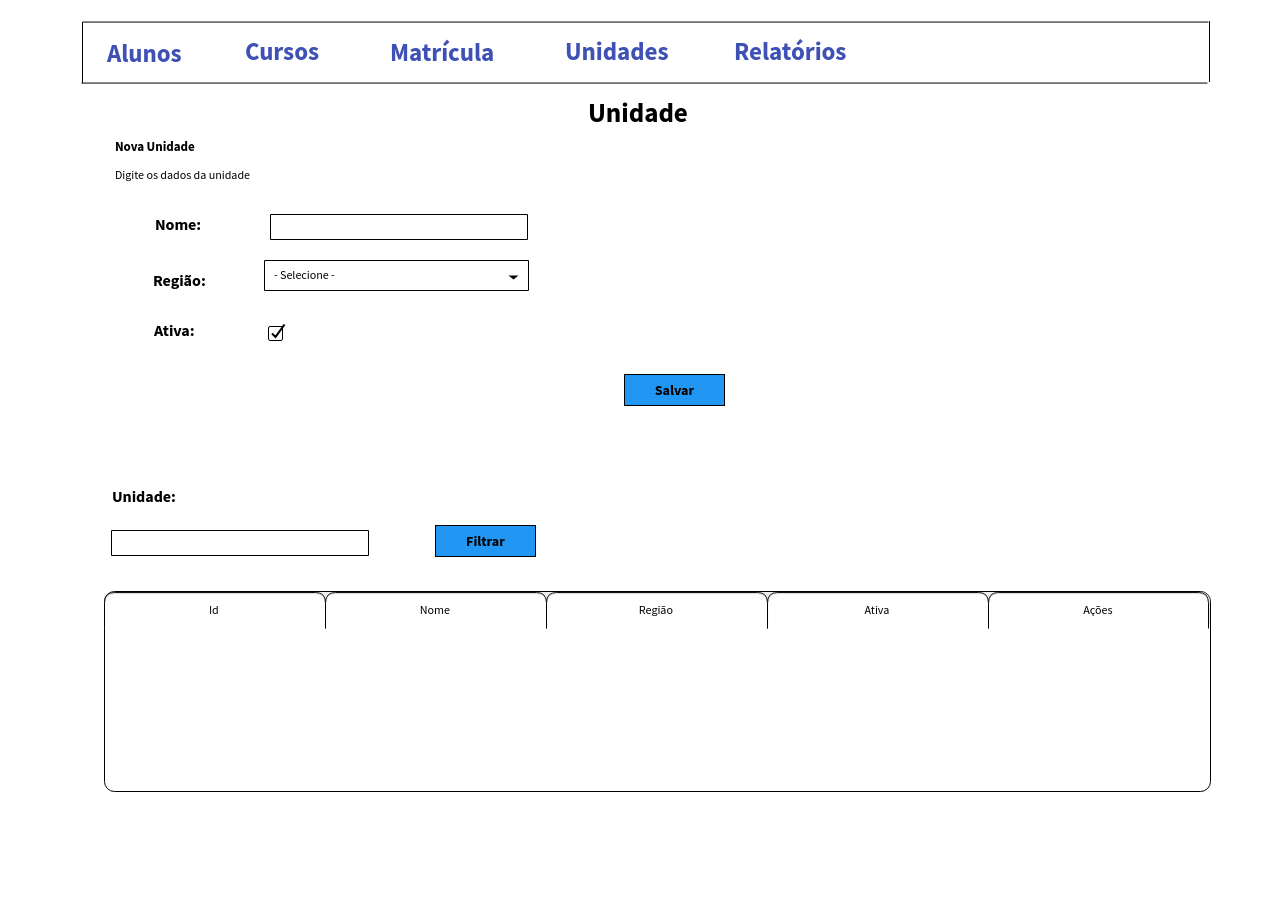 Alunos Cursos Matrícula Unidades Relatórios
Unidade
Nova Unidade
Digite os dados da unidade
Nome:
Região: - Selecione -
Ativa:
Salvar
Unidade:
Filtrar
Id Nome Região Ativa Ações